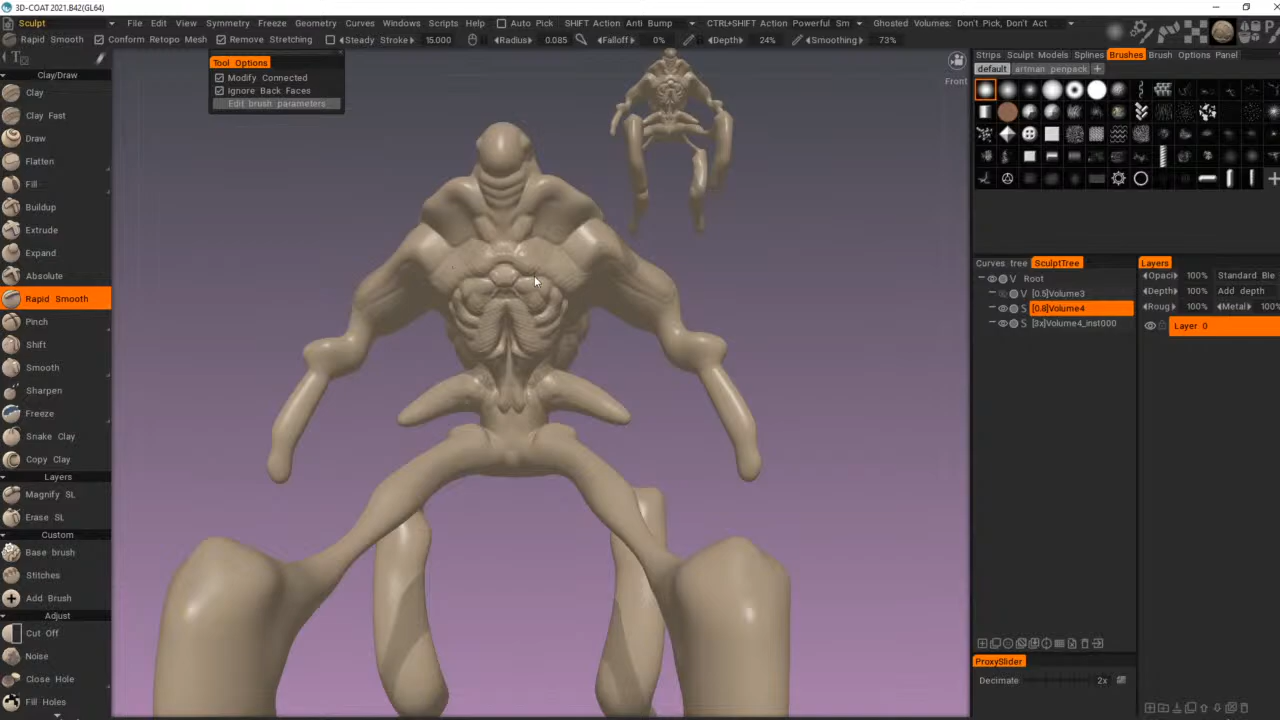 3D-COAT 2021.B42(GL64)
Sculpt File Edit View Symmetry Freeze Geometry Curves Windows Scripts Help Auto Pick SHIFT Action Anti Bump CTRL+SHIFT Action Powerful Sm Ghosted Volumes: Don't Pick, Don't Act
Rapid Smooth Conform Retopo Mesh Remove Stretching Steady Stroke 15.000 Radius 0.085 Falloff 0% Depth 24% Smoothing 73%
Tool Options
Modify Connected
Ignore Back Faces
Edit brush parameters
Front
Clay/Draw
Clay
Clay Fast
Draw
Flatten
Fill
Buildup
Extrude
Expand
Absolute
Rapid Smooth
Pinch
Shift
Smooth
Sharpen
Freeze
Snake Clay
Copy Clay
Layers
Magnify SL
Erase SL
Custom
Base brush
Stitches
Add Brush
Adjust
Cut Off
Noise
Close Hole
Fill Holes
Strips Sculpt Models Splines Brushes Brush Options Panel
default artman penpack
Curves tree SculptTree
V Root
V [0.5]Volume3
S [0.8]Volume4
S [3x]Volume4_inst000
ProxySlider
Decimate 2x
Layers
Opaci 100% Standard Ble
Depth 100% Add depth
Roug 100% Metal 100%
Layer 0